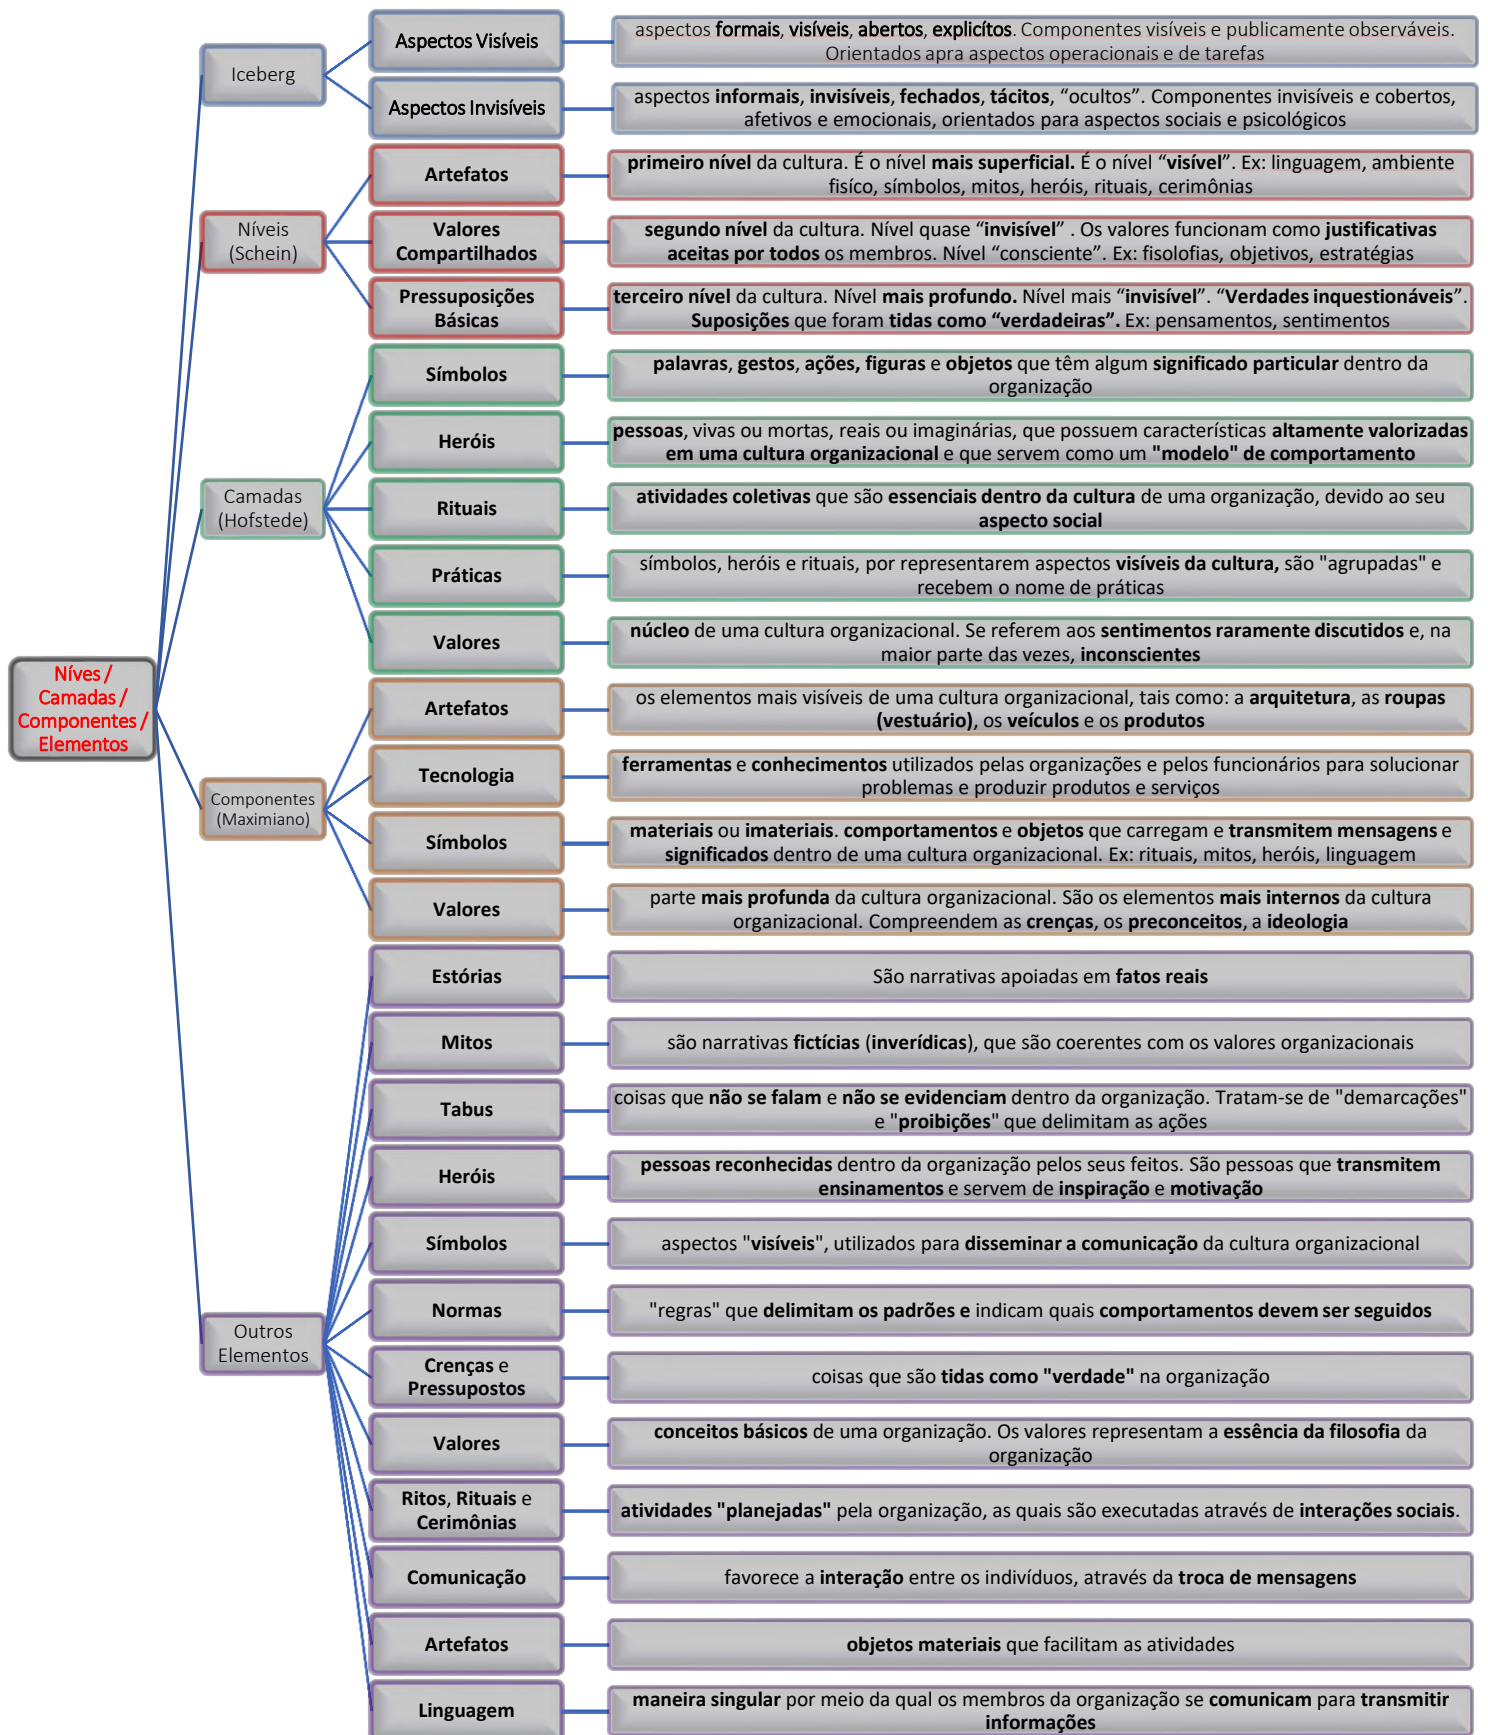 Iceberg
Aspectos Visíveis
aspectos formais, visíveis, abertos, explicítos. Componentes visíveis e publicamente observáveis.
Orientados apra aspectos operacionais e de tarefas
Aspectos Invisíveis
aspectos informais, invisíveis, fechados, tácitos, “ocultos”. Componentes invisíveis e cobertos,
afetivos e emocionais, orientados para aspectos sociais e psicológicos
Níveis
(Schein)
Artefatos
primeiro nível da cultura. É o nível mais superficial. É o nível “visível”. Ex: linguagem, ambiente
fisíco, símbolos, mitos, heróis, rituais, cerimônias
Valores
Compartilhados
segundo nível da cultura. Nível quase “invisível” . Os valores funcionam como justificativas
aceitas por todos os membros. Nível “consciente”. Ex: fisolofias, objetivos, estratégias
Pressuposições
Básicas
terceiro nível da cultura. Nível mais profundo. Nível mais “invisível”. “Verdades inquestionáveis”.
Suposições que foram tidas como “verdadeiras”. Ex: pensamentos, sentimentos
Camadas
(Hofstede)
Símbolos
palavras, gestos, ações, figuras e objetos que têm algum significado particular dentro da
organização
Heróis
pessoas, vivas ou mortas, reais ou imaginárias, que possuem características altamente valorizadas
em uma cultura organizacional e que servem como um "modelo" de comportamento
Rituais
atividades coletivas que são essenciais dentro da cultura de uma organização, devido ao seu
aspecto social
Práticas
símbolos, heróis e rituais, por representarem aspectos visíveis da cultura, são "agrupadas" e
recebem o nome de práticas
Valores
núcleo de uma cultura organizacional. Se referem aos sentimentos raramente discutidos e, na
maior parte das vezes, inconscientes
Níves /
Camadas /
Componentes /
Elementos
Componentes
(Maximiano)
Artefatos
os elementos mais visíveis de uma cultura organizacional, tais como: a arquitetura, as roupas
(vestuário), os veículos e os produtos
Tecnologia
ferramentas e conhecimentos utilizados pelas organizações e pelos funcionários para solucionar
problemas e produzir produtos e serviços
Símbolos
materiais ou imateriais. comportamentos e objetos que carregam e transmitem mensagens e
significados dentro de uma cultura organizacional. Ex: rituais, mitos, heróis, linguagem
Valores
parte mais profunda da cultura organizacional. São os elementos mais internos da cultura
organizacional. Compreendem as crenças, os preconceitos, a ideologia
Outros
Elementos
Estórias
São narrativas apoiadas em fatos reais
Mitos
são narrativas fictícias (inverídicas), que são coerentes com os valores organizacionais
Tabus
coisas que não se falam e não se evidenciam dentro da organização. Tratam-se de "demarcações"
e "proibições" que delimitam as ações
Heróis
pessoas reconhecidas dentro da organização pelos seus feitos. São pessoas que transmitem
ensinamentos e servem de inspiração e motivação
Símbolos
aspectos "visíveis", utilizados para disseminar a comunicação da cultura organizacional
Normas
"regras" que delimitam os padrões e indicam quais comportamentos devem ser seguidos
Crenças e
Pressupostos
coisas que são tidas como "verdade" na organização
Valores
conceitos básicos de uma organização. Os valores representam a essência da filosofia da
organização
Ritos, Rituais e
Cerimônias
atividades "planejadas" pela organização, as quais são executadas através de interações sociais.
Comunicação
favorece a interação entre os indivíduos, através da troca de mensagens
Artefatos
objetos materiais que facilitam as atividades
Linguagem
maneira singular por meio da qual os membros da organização se comunicam para transmitir
informações